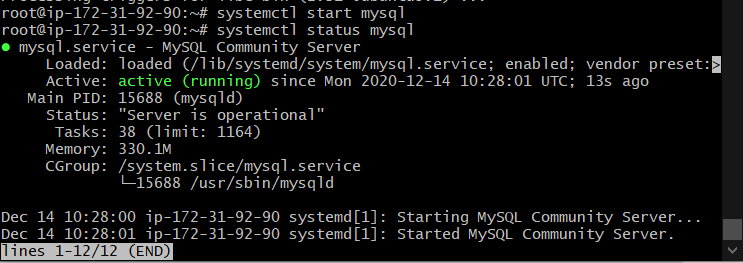 root@ip-172-31-92-90:~# systemctl start mysql
root@ip-172-31-92-90:~# systemctl status mysql
● mysql.service - MySQL Community Server
     Loaded: loaded (/lib/systemd/system/mysql.service; enabled; vendor preset:>
     Active: active (running) since Mon 2020-12-14 10:28:01 UTC; 13s ago
   Main PID: 15688 (mysqld)
     Status: "Server is operational"
      Tasks: 38 (limit: 1164)
     Memory: 330.1M
     CGroup: /system.slice/mysql.service
             └─15688 /usr/sbin/mysqld

Dec 14 10:28:00 ip-172-31-92-90 systemd[1]: Starting MySQL Community Server...
Dec 14 10:28:01 ip-172-31-92-90 systemd[1]: Started MySQL Community Server.
lines 1-12/12 (END)